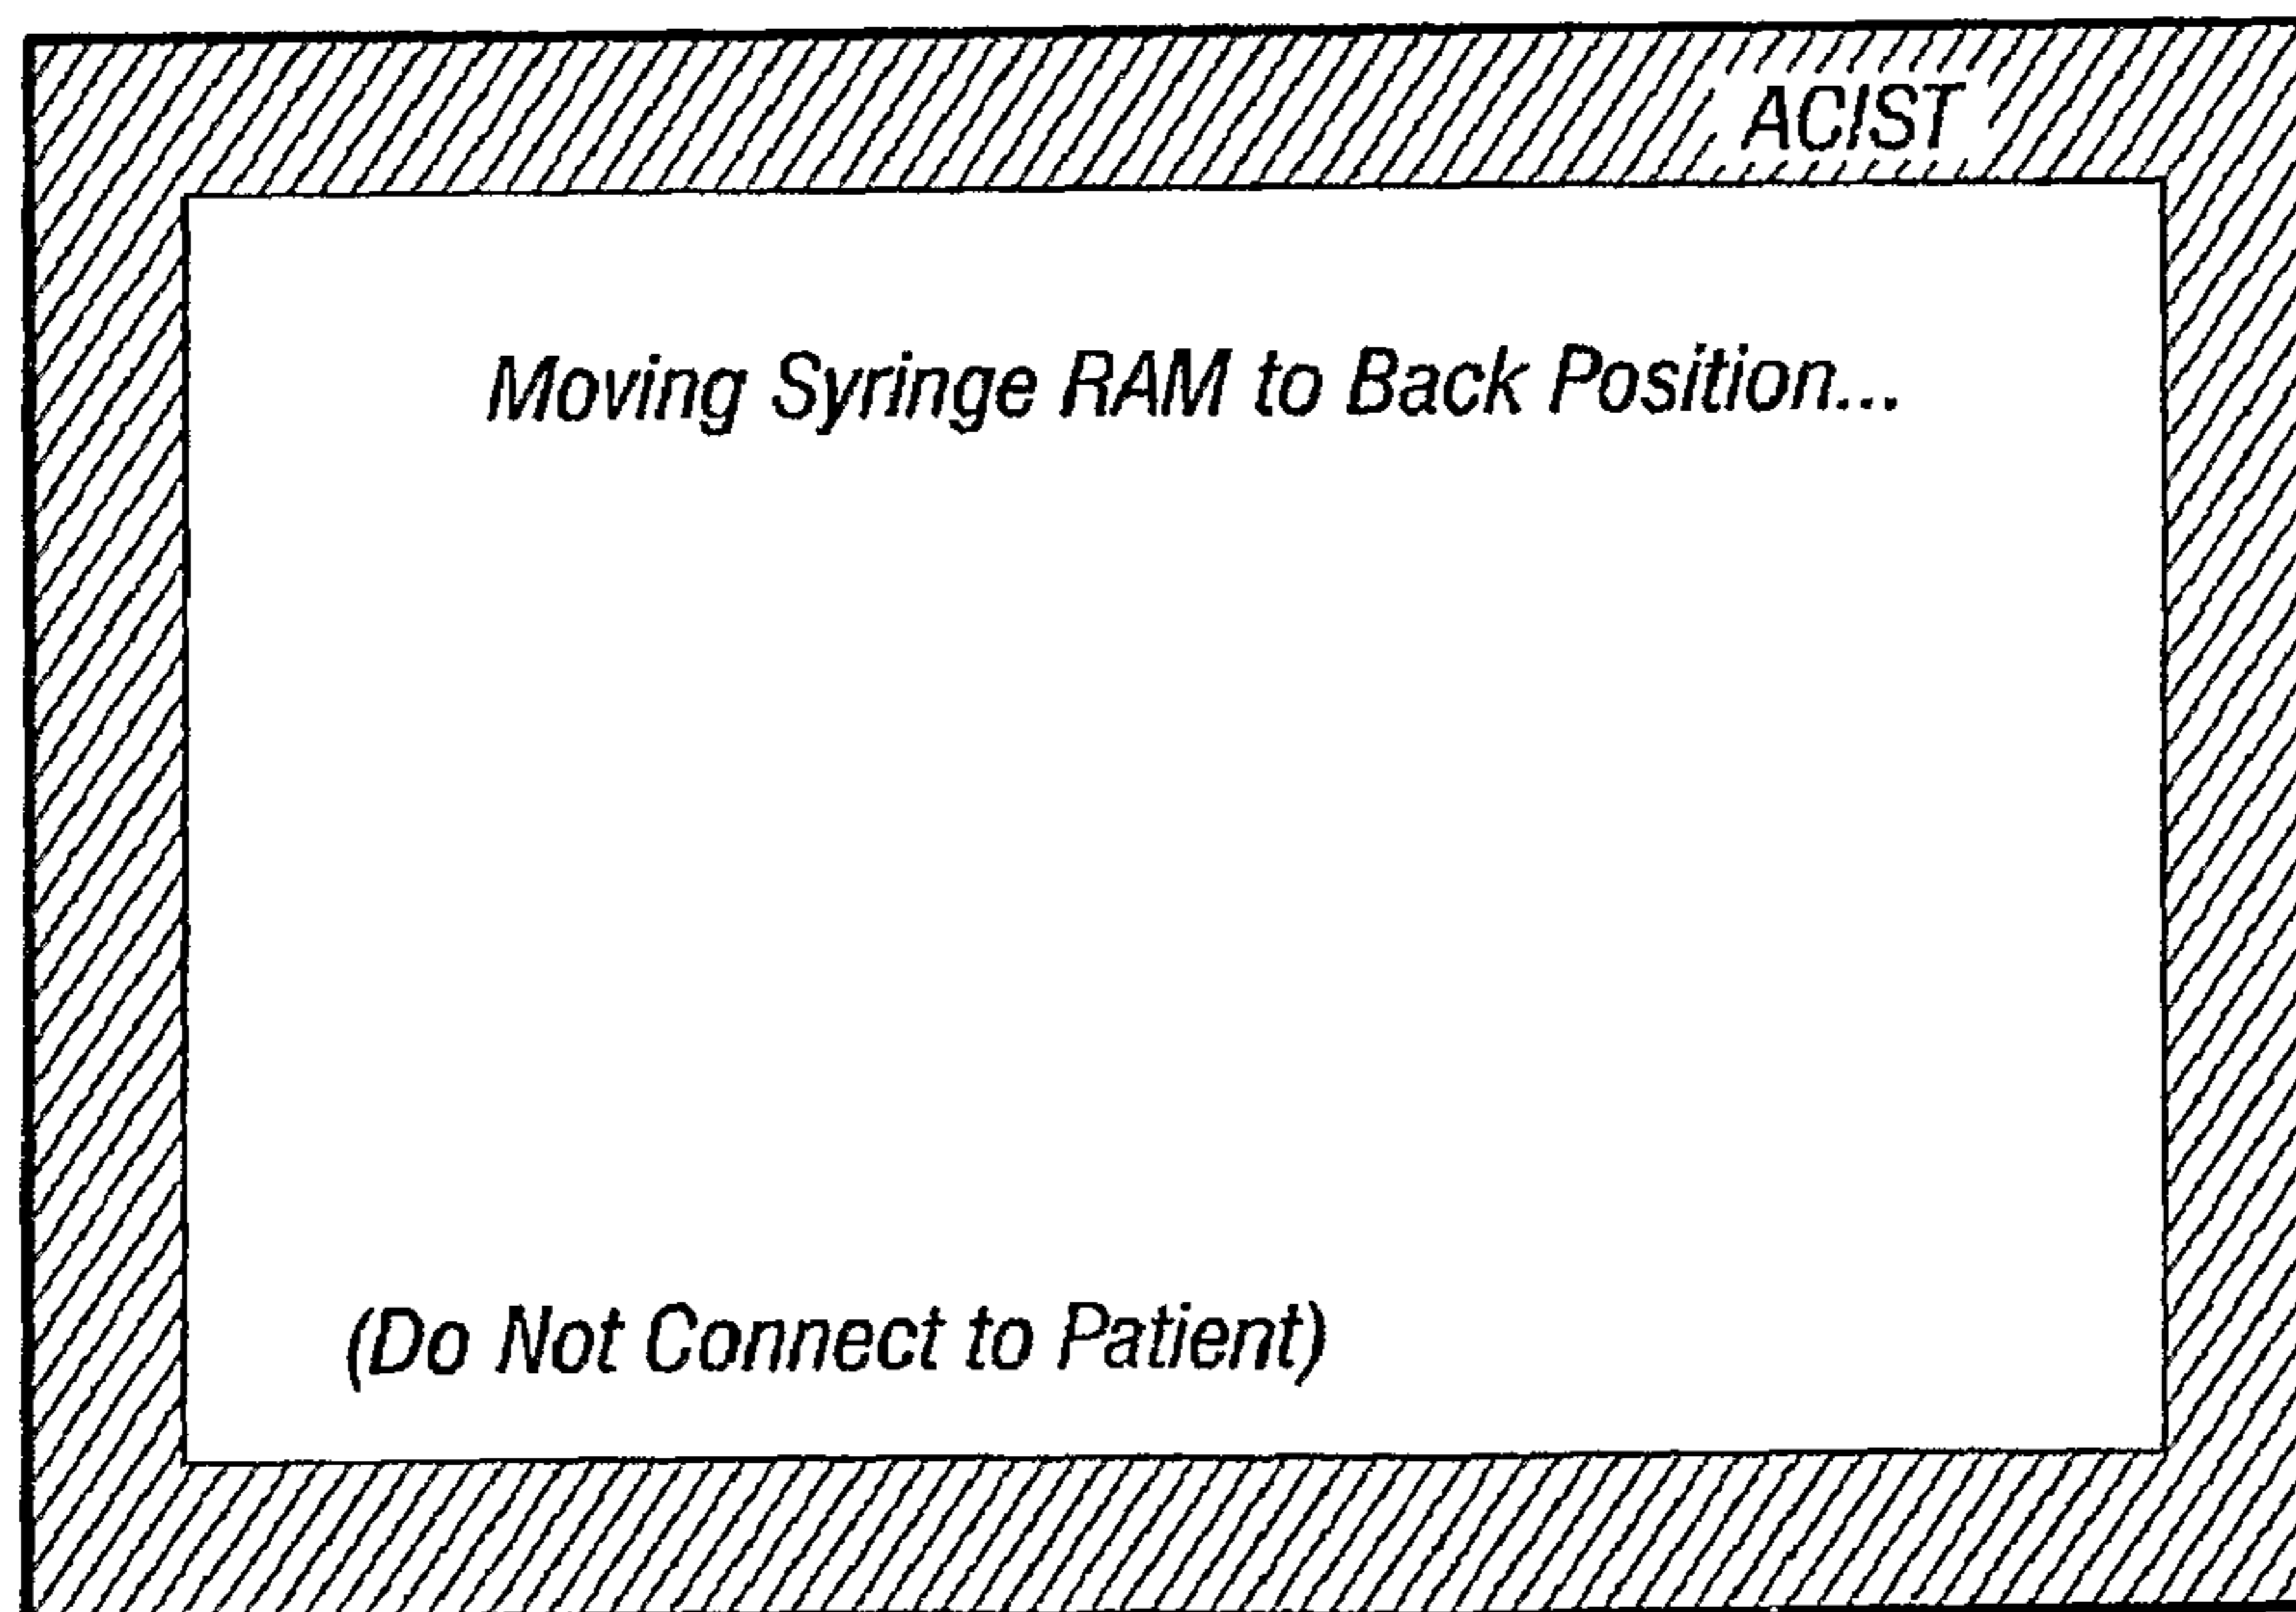 ACIST
Moving Syringe RAM to Back Position...
(Do Not Connect to Patient)